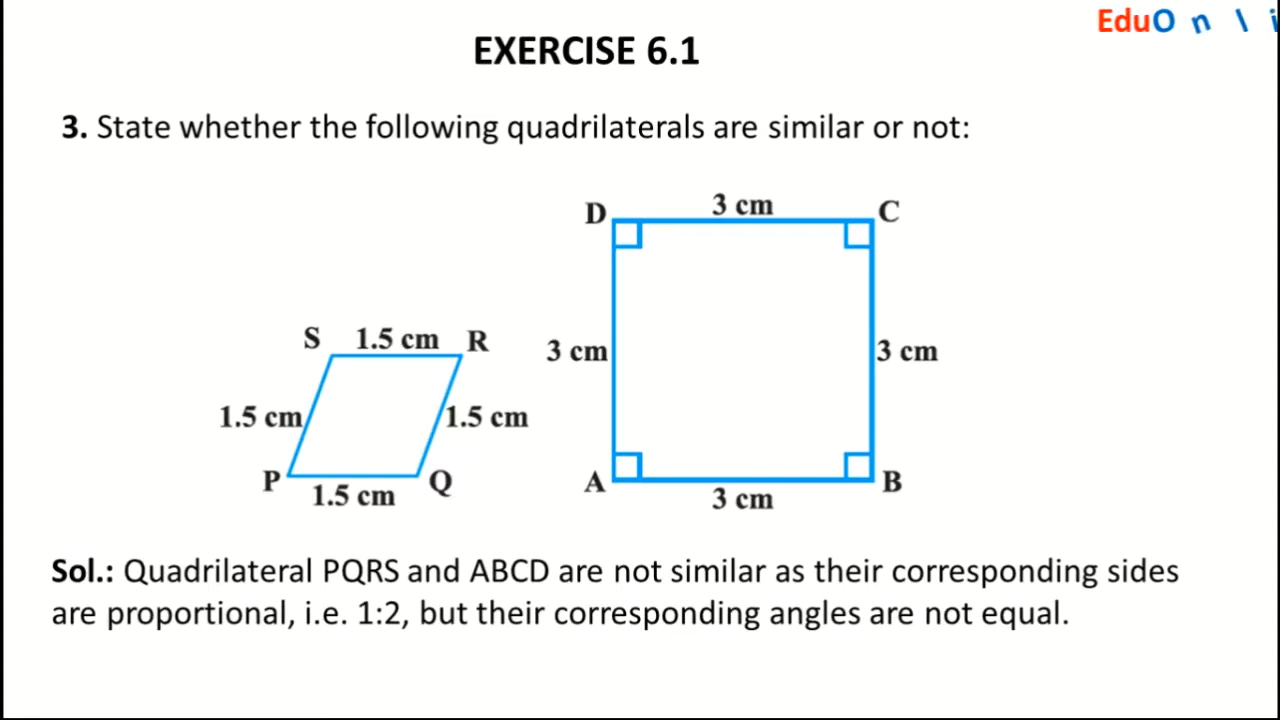 EduOnli
EXERCISE 6.1
3. State whether the following quadrilaterals are similar or not:
D 3 cm C
S 1.5 cm R 3 cm 3 cm
1.5 cm 1.5 cm
P Q A B
1.5 cm 3 cm
Sol.: Quadrilateral PQRS and ABCD are not similar as their corresponding sides
are proportional, i.e. 1:2, but their corresponding angles are not equal.